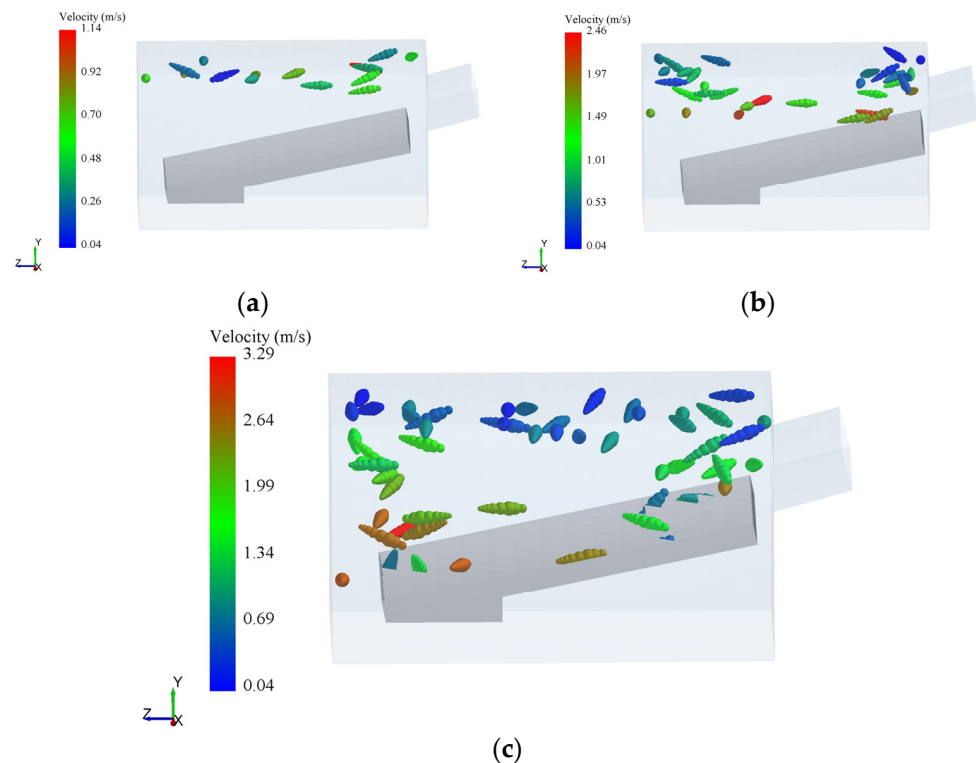 Velocity (m/s)
1.14
0.92
0.70
0.48
0.26
0.04
Y
Z
X
(a)
Velocity (m/s)
2.46
1.97
1.49
1.01
0.53
0.04
Y
Z
X
(b)
Velocity (m/s)
3.29
2.64
1.99
1.34
0.69
0.04
Y
Z
X
(c)